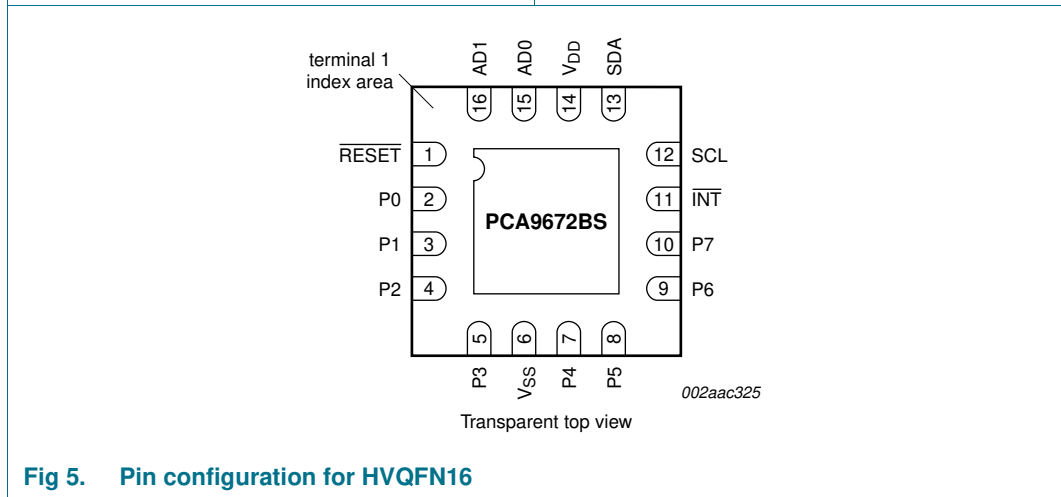 terminal 1
index area
AD1
AD0
VDD
SDA
16
15
14
13
RESET
1
12
SCL
P0
2
11
INT
PCA9672BS
P1
3
10
P7
P2
4
9
P6
5
6
7
8
P3
VSS
P4
P5
002aac325
Transparent top view
Fig 5. Pin configuration for HVQFN16